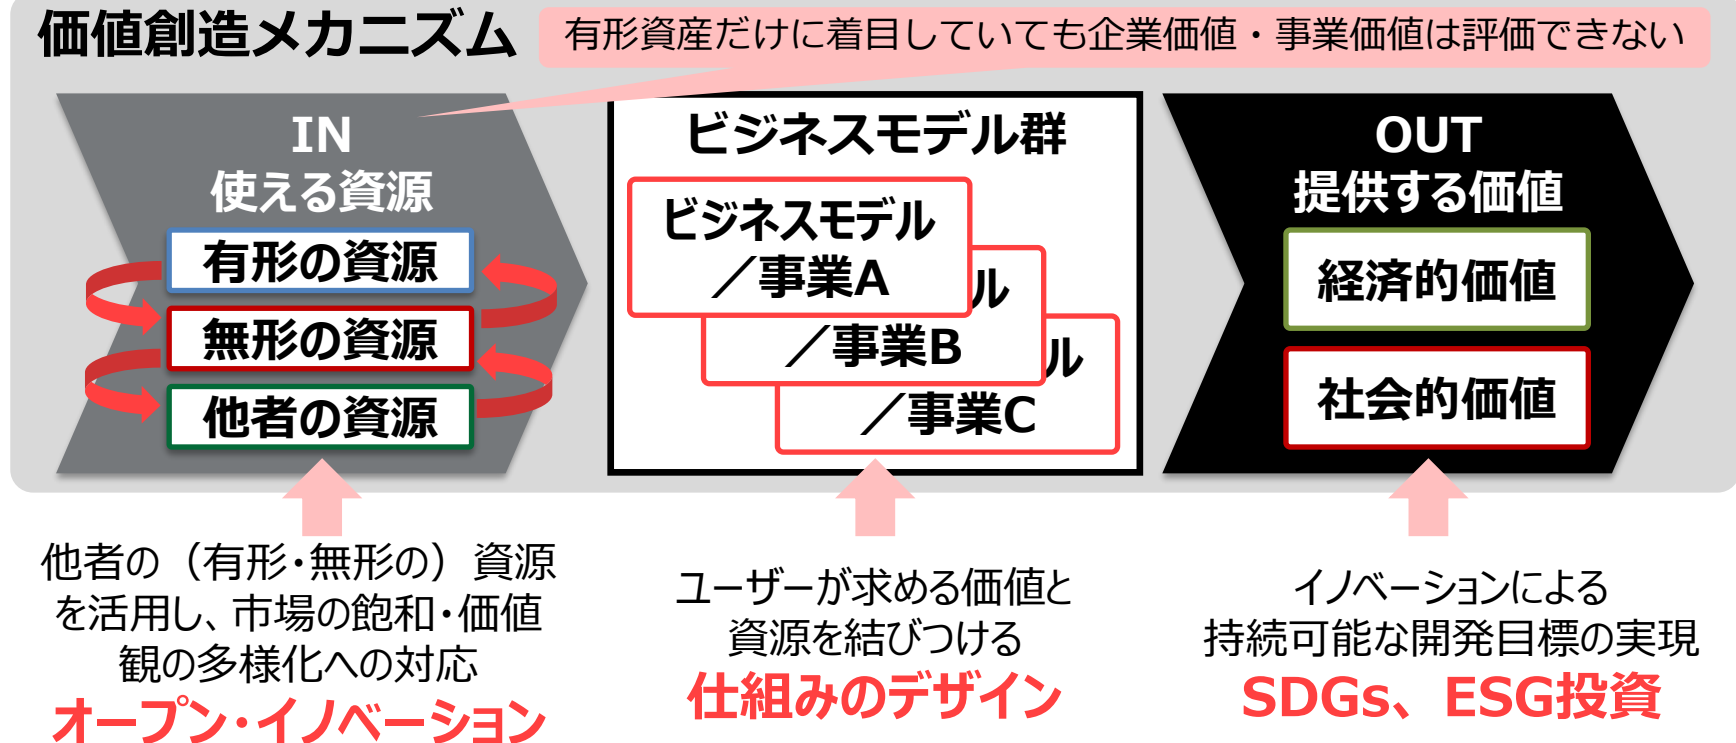 価値創造メカニズム
有形資産だけに着目していても企業価値・事業価値は評価できない
IN
使える資源
有形の資源
無形の資源
他者の資源
ビジネスモデル群
ビジネスモデル
／事業A
ル
／事業B
ル
／事業C
OUT
提供する価値
経済的価値
社会的価値
他者の（有形・無形の）資源
を活用し、市場の飽和・価値
観の多様化への対応
オープン・イノベーション
ユーザーが求める価値と
資源を結びつける
仕組みのデザイン
イノベーションによる
持続可能な開発目標の実現
SDGs、ESG投資